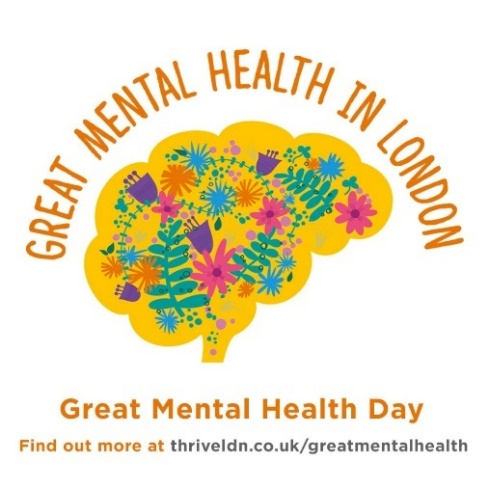 GREAT MENTAL HEALTH IN LONDON
Great Mental Health Day
Find out more at thriveldn.co.uk/greatmentalhealth